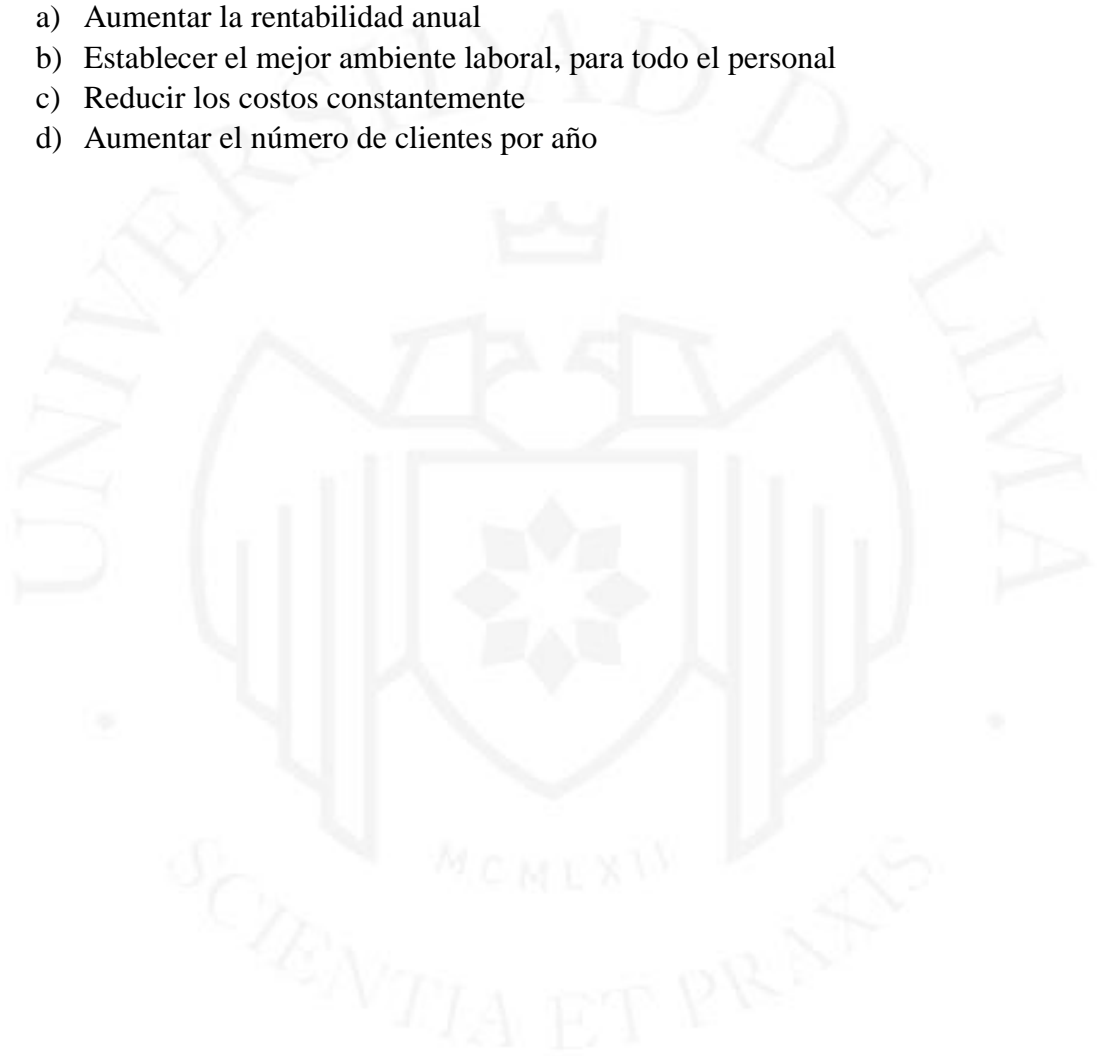 a) Aumentar la rentabilidad anual
b) Establecer el mejor ambiente laboral, para todo el personal
c) Reducir los costos constantemente
d) Aumentar el número de clientes por año
UNIVERSIDAD DE LIMA
MCMLXII
SCIENTIA ET PRAXIS